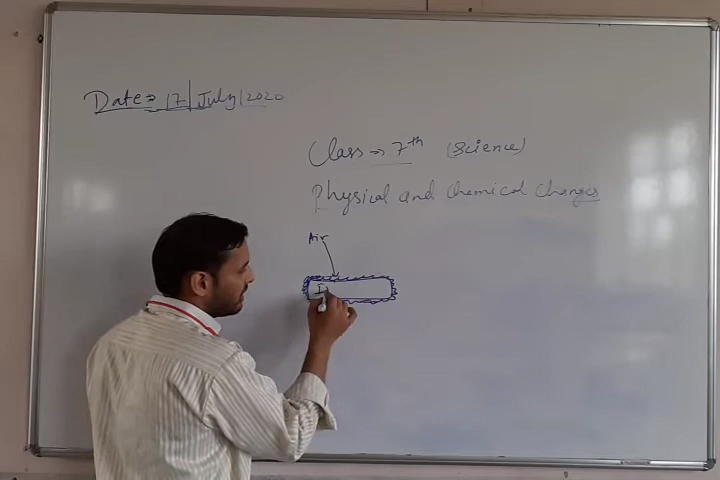 Date => 17/July/2020
Class => 7th (Science)
Physical and chemical changes
Air
I